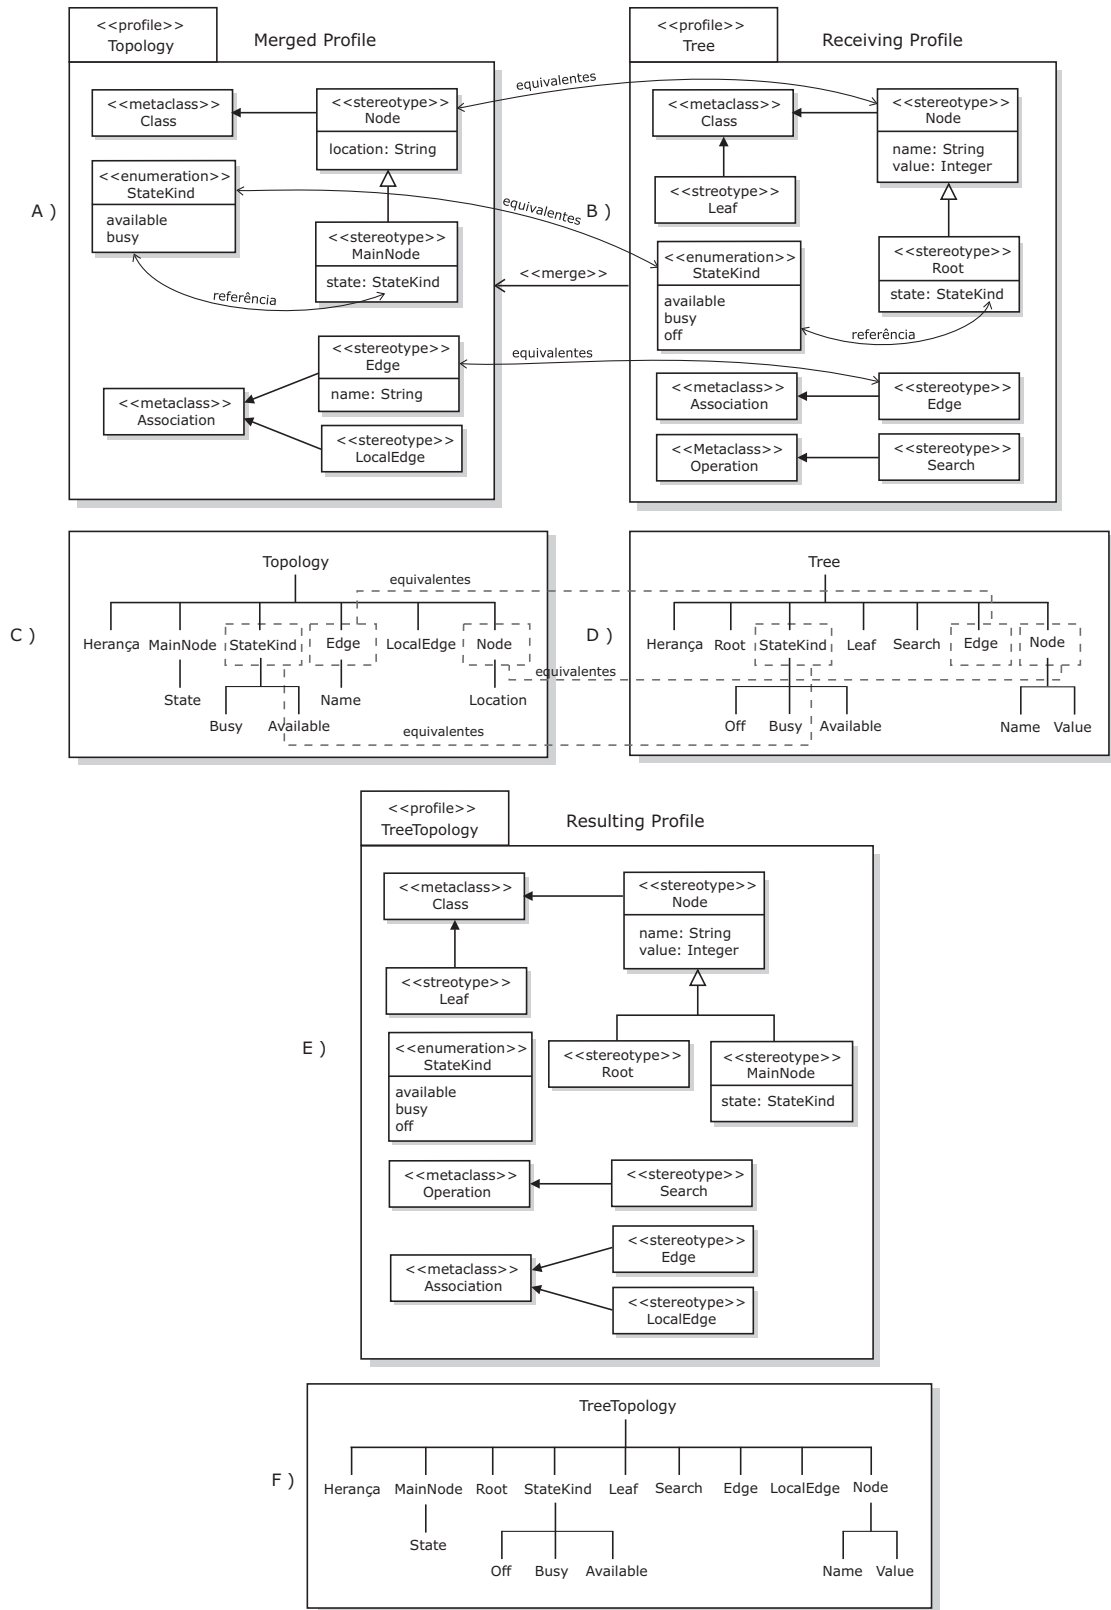 <<profile>>
Topology
Merged Profile
<<profile>>
Tree
Receiving Profile
A )
<<metaclass>>
Class
<<stereotype>>
Node
location: String
<<enumeration>>
StateKind
available
busy
<<stereotype>>
MainNode
state: StateKind
referência
<<stereotype>>
Edge
name: String
<<metaclass>>
Association
<<stereotype>>
LocalEdge
equivalentes
equivalentes
<<merge>>
equivalentes
B )
<<metaclass>>
Class
<<stereotype>>
Node
name: String
value: Integer
<<streotype>>
Leaf
<<enumeration>>
StateKind
available
busy
off
<<stereotype>>
Root
state: StateKind
referência
<<metaclass>>
Association
<<stereotype>>
Edge
<<Metaclass>>
Operation
<<stereotype>>
Search
C )
Topology
equivalentes
Herança
MainNode
StateKind
Edge
LocalEdge
Node
State
Busy
Available
Name
Location
equivalentes
equivalentes
D )
Tree
Herança
Root
StateKind
Leaf
Search
Edge
Node
Off
Busy
Available
Name
Value
<<profile>>
TreeTopology
Resulting Profile
E )
<<metaclass>>
Class
<<stereotype>>
Node
name: String
value: Integer
<<streotype>>
Leaf
<<enumeration>>
StateKind
available
busy
off
<<stereotype>>
Root
<<stereotype>>
MainNode
state: StateKind
<<metaclass>>
Operation
<<stereotype>>
Search
<<stereotype>>
Edge
<<metaclass>>
Association
<<stereotype>>
LocalEdge
F )
TreeTopology
Herança
MainNode
Root
StateKind
Leaf
Search
Edge
LocalEdge
Node
State
Off
Busy
Available
Name
Value